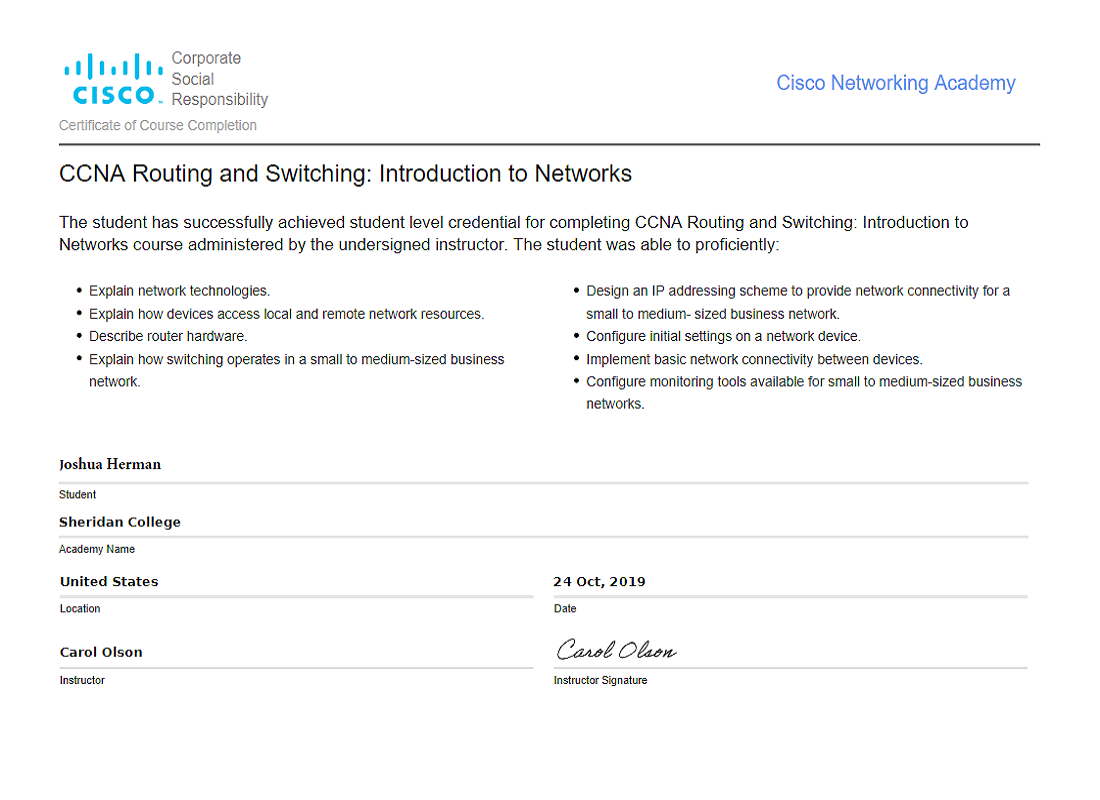 Corporate
Social
CISCO™ Responsibility
Cisco Networking Academy
Certificate of Course Completion
CCNA Routing and Switching: Introduction to Networks
The student has successfully achieved student level credential for completing CCNA Routing and Switching: Introduction to
Networks course administered by the undersigned instructor. The student was able to proficiently:
• Explain network technologies.
• Explain how devices access local and remote network resources.
• Describe router hardware.
• Explain how switching operates in a small to medium-sized business
network.
• Design an IP addressing scheme to provide network connectivity for a
small to medium- sized business network.
• Configure initial settings on a network device.
• Implement basic network connectivity between devices.
• Configure monitoring tools available for small to medium-sized business
networks.
Joshua Herman
Student
Sheridan College
Academy Name
United States
Location
24 Oct, 2019
Date
Carol Olson
Instructor
Carol Olson
Instructor Signature